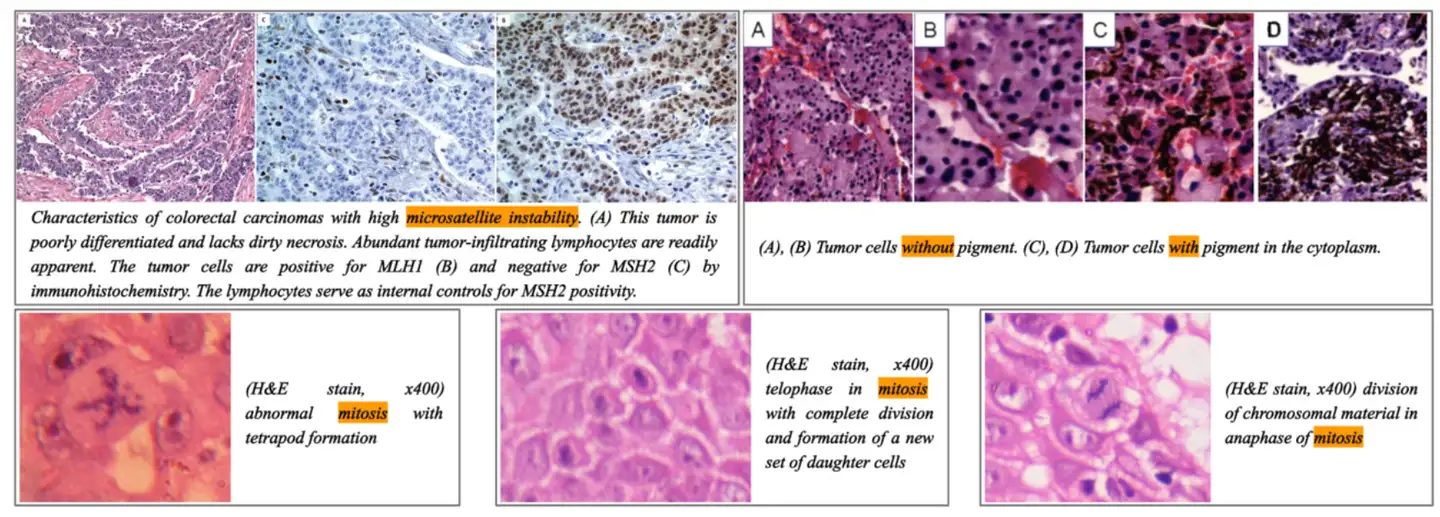 A
C
B
Characteristics of colorectal carcinomas with high microsatellite instability. (A) This tumor is
poorly differentiated and lacks dirty necrosis. Abundant tumor-infiltrating lymphocytes are readily
apparent. The tumor cells are positive for MLH1 (B) and negative for MSH2 (C) by
immunohistochemistry. The lymphocytes serve as internal controls for MSH2 positivity.
A
B
C
D
(A), (B) Tumor cells without pigment. (C), (D) Tumor cells with pigment in the cytoplasm.
(H&E stain, x400)
abnormal mitosis with
tetrapod formation
(H&E stain, x400)
telophase in mitosis
with complete division
and formation of a new
set of daughter cells
(H&E stain, x400) division
of chromosomal material in
anaphase of mitosis